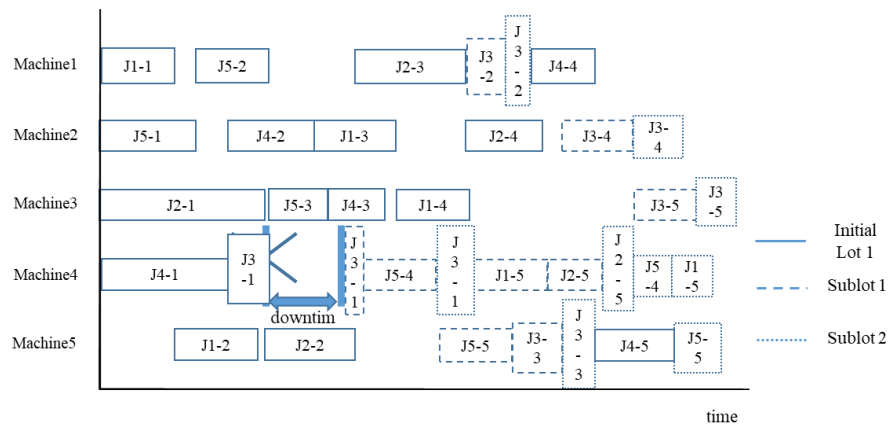 Machine1
J1-1
J5-2
J2-3
J3
-2
J
3
-
2
J4-4
Machine2
J5-1
J4-2
J1-3
J2-4
J3-4
J3-
4
Machine3
J2-1
J5-3
J4-3
J1-4
J3-5
J3
-5
Machine4
J4-1
J3
-1
J
3
-
1
J5-4
J
3
-
1
J1-5
J2-5
J
2
-
5
J5
-4
J1
-5
downtim
Machine5
J1-2
J2-2
J5-5
J3-
3
J
3
-
3
J4-5
J5-
5
Initial
Lot 1
Sublot 1
Sublot 2
time